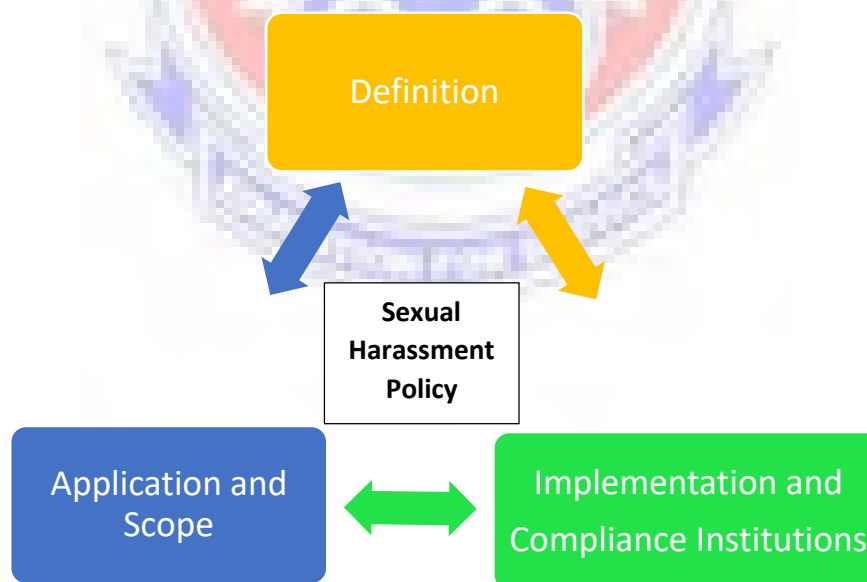 Definition
Sexual
Harassment
Policy
Application and
Scope
Implementation and
Compliance Institutions